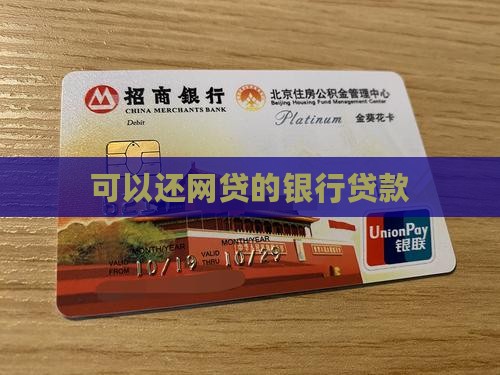 招商银行
CHINA MERCHANTS BANK
Debit
北京住房公积金管理中心
Beijing Housing Fund Management Center
Platinum 金葵花卡
可以还网贷的银行贷款
MONTH/YEAR MONTH/YEAR
VALID FROM 10/19 VALID THRU 10/29
UnionPay
银联